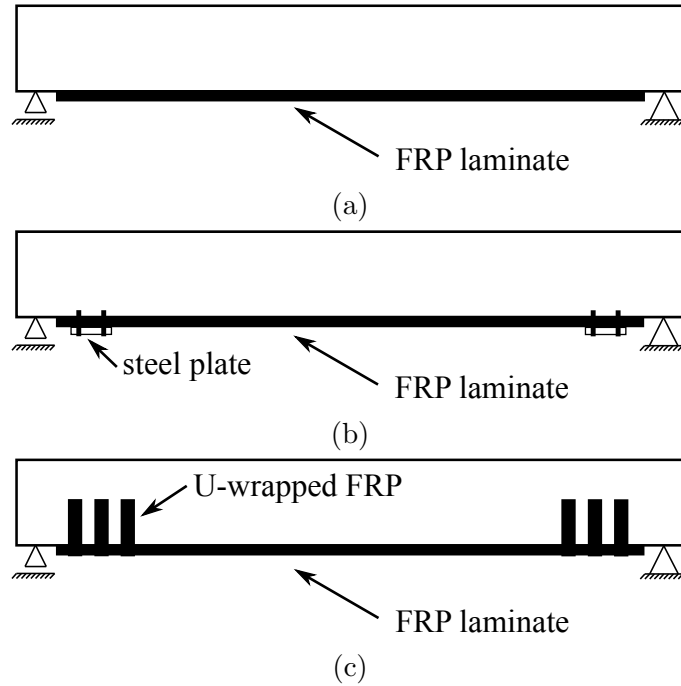 FRP laminate
(a)
steel plate
FRP laminate
(b)
U-wrapped FRP
FRP laminate
(c)